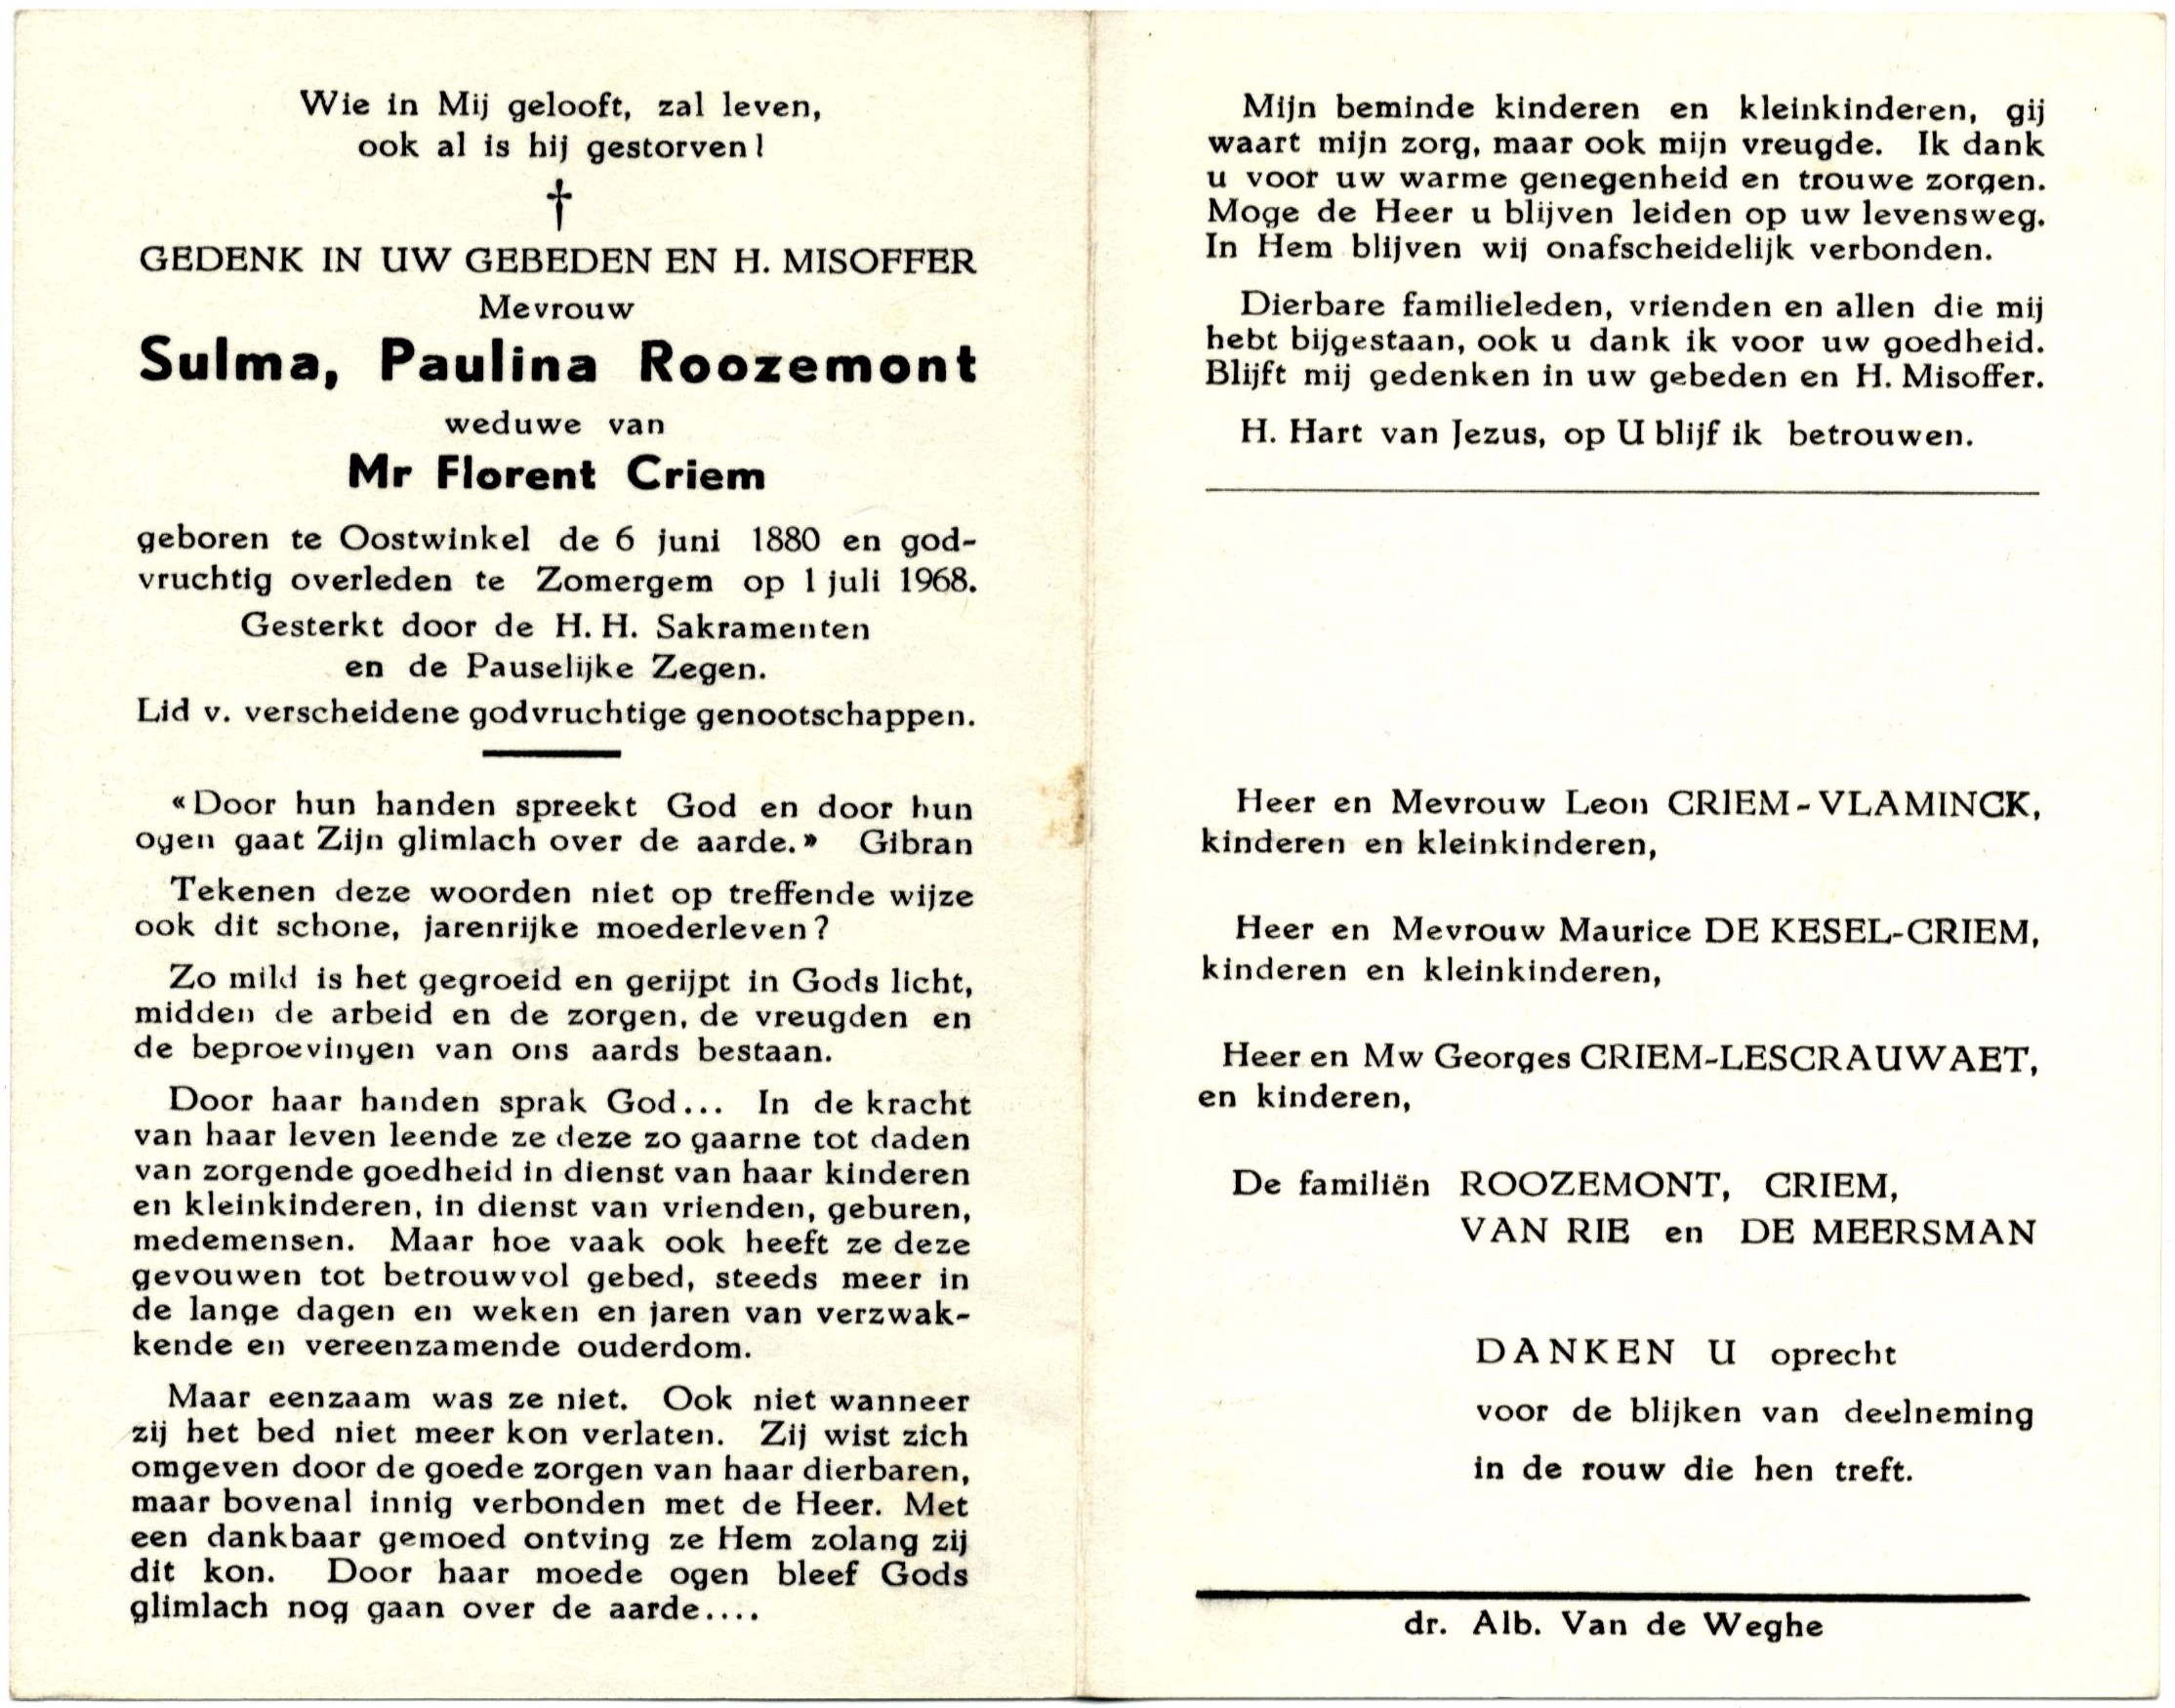 Wie in Mij gelooft, zal leven,
ook al is hij gestorven!
†
GEDENK IN UW GEBEDEN EN H. MISOFFER
Mevrouw
Sulma, Paulina Roozemont
weduwe van
Mr Florent Criem
geboren te Oostwinkel de 6 juni 1880 en god-
vruchtig overleden te Zomergem op 1 juli 1968.
Gesterkt door de H. H. Sakramenten
en de Pauselijke Zegen.
Lid v. verscheidene godvruchtige genootschappen.
«Door hun handen spreekt God en door hun
ogen gaat Zijn glimlach over de aarde.» Gibran
Tekenen deze woorden niet op treffende wijze
ook dit schone, jarenrijke moederleven?
Zo mild is het gegroeid en gerijpt in Gods licht,
midden de arbeid en de zorgen, de vreugden en
de beproevingen van ons aards bestaan.
Door haar handen sprak God... In de kracht
van haar leven leende ze deze zo gaarne tot daden
van zorgende goedheid in dienst van haar kinderen
en kleinkinderen, in dienst van vrienden, geburen,
medemensen. Maar hoe vaak ook heeft ze deze
gevouwen tot betrouwvol gebed, steeds meer in
de lange dagen en weken en jaren van verzwak-
kende en vereenzamende ouderdom.
Maar eenzaam was ze niet. Ook niet wanneer
zij het bed niet meer kon verlaten. Zij wist zich
omgeven door de goede zorgen van haar dierbaren,
maar bovenal innig verbonden met de Heer. Met
een dankbaar gemoed ontving ze Hem zolang zij
dit kon. Door haar moede ogen bleef Gods
glimlach nog gaan over de aarde....
Mijn beminde kinderen en kleinkinderen, gij
waart mijn zorg, maar ook mijn vreugde. Ik dank
u voor uw warme genegenheid en trouwe zorgen.
Moge de Heer u blijven leiden op uw levensweg.
In Hem blijven wij onafscheidelijk verbonden.
Dierbare familieleden, vrienden en allen die mij
hebt bijgestaan, ook u dank ik voor uw goedheid.
Blijft mij gedenken in uw gebeden en H. Misoffer.
H. Hart van Jezus, op U blijf ik betrouwen.
Heer en Mevrouw Leon CRIEM-VLAMINCK,
kinderen en kleinkinderen,
Heer en Mevrouw Maurice DE KESEL-CRIEM,
kinderen en kleinkinderen,
Heer en Mw Georges CRIEM-LESCRAUWAET,
en kinderen,
De familiën ROOZEMONT, CRIEM,
VAN RIE en DE MEERSMAN
DANKEN U oprecht
voor de blijken van deelneming
in de rouw die hen treft.
dr. Alb. Van de Weghe